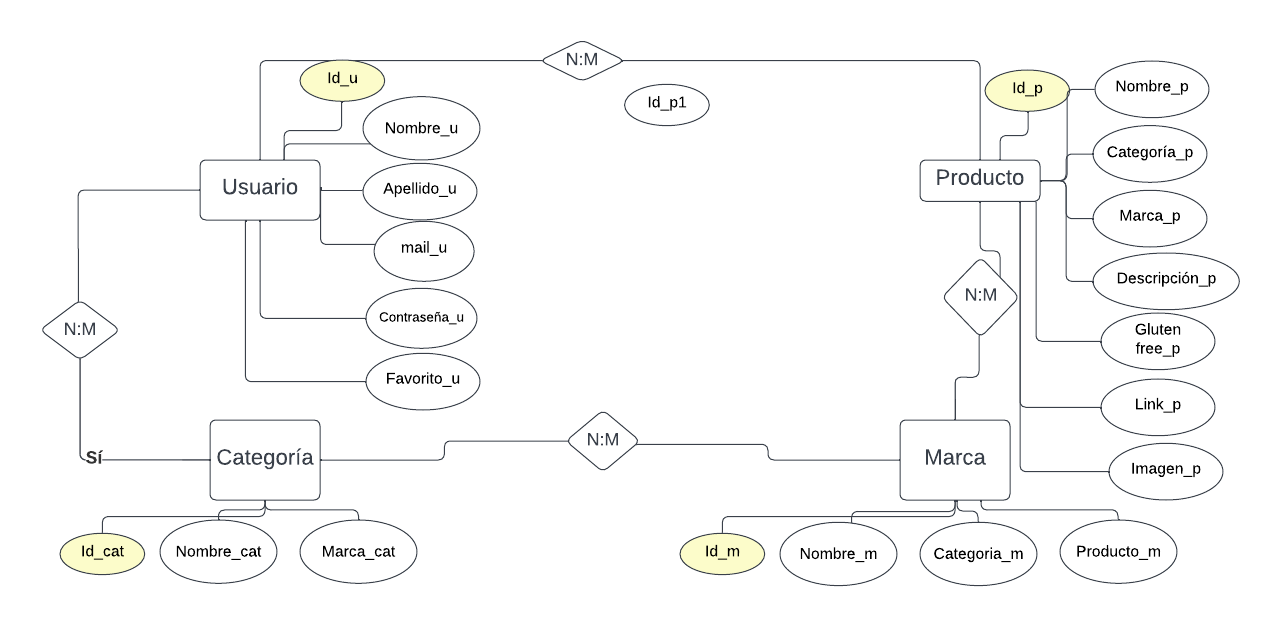 N:M
Id_u
Id_p
Nombre_p
Id_p1
Nombre_u
Categoría_p
Usuario
Apellido_u
Producto
Marca_p
mail_u
Descripción_p
N:M
Contraseña_u
N:M
Gluten
free_p
Favorito_u
Link_p
Sí
Categoría
N:M
Marca
Imagen_p
Id_cat
Nombre_cat
Marca_cat
Id_m
Nombre_m
Categoria_m
Producto_m